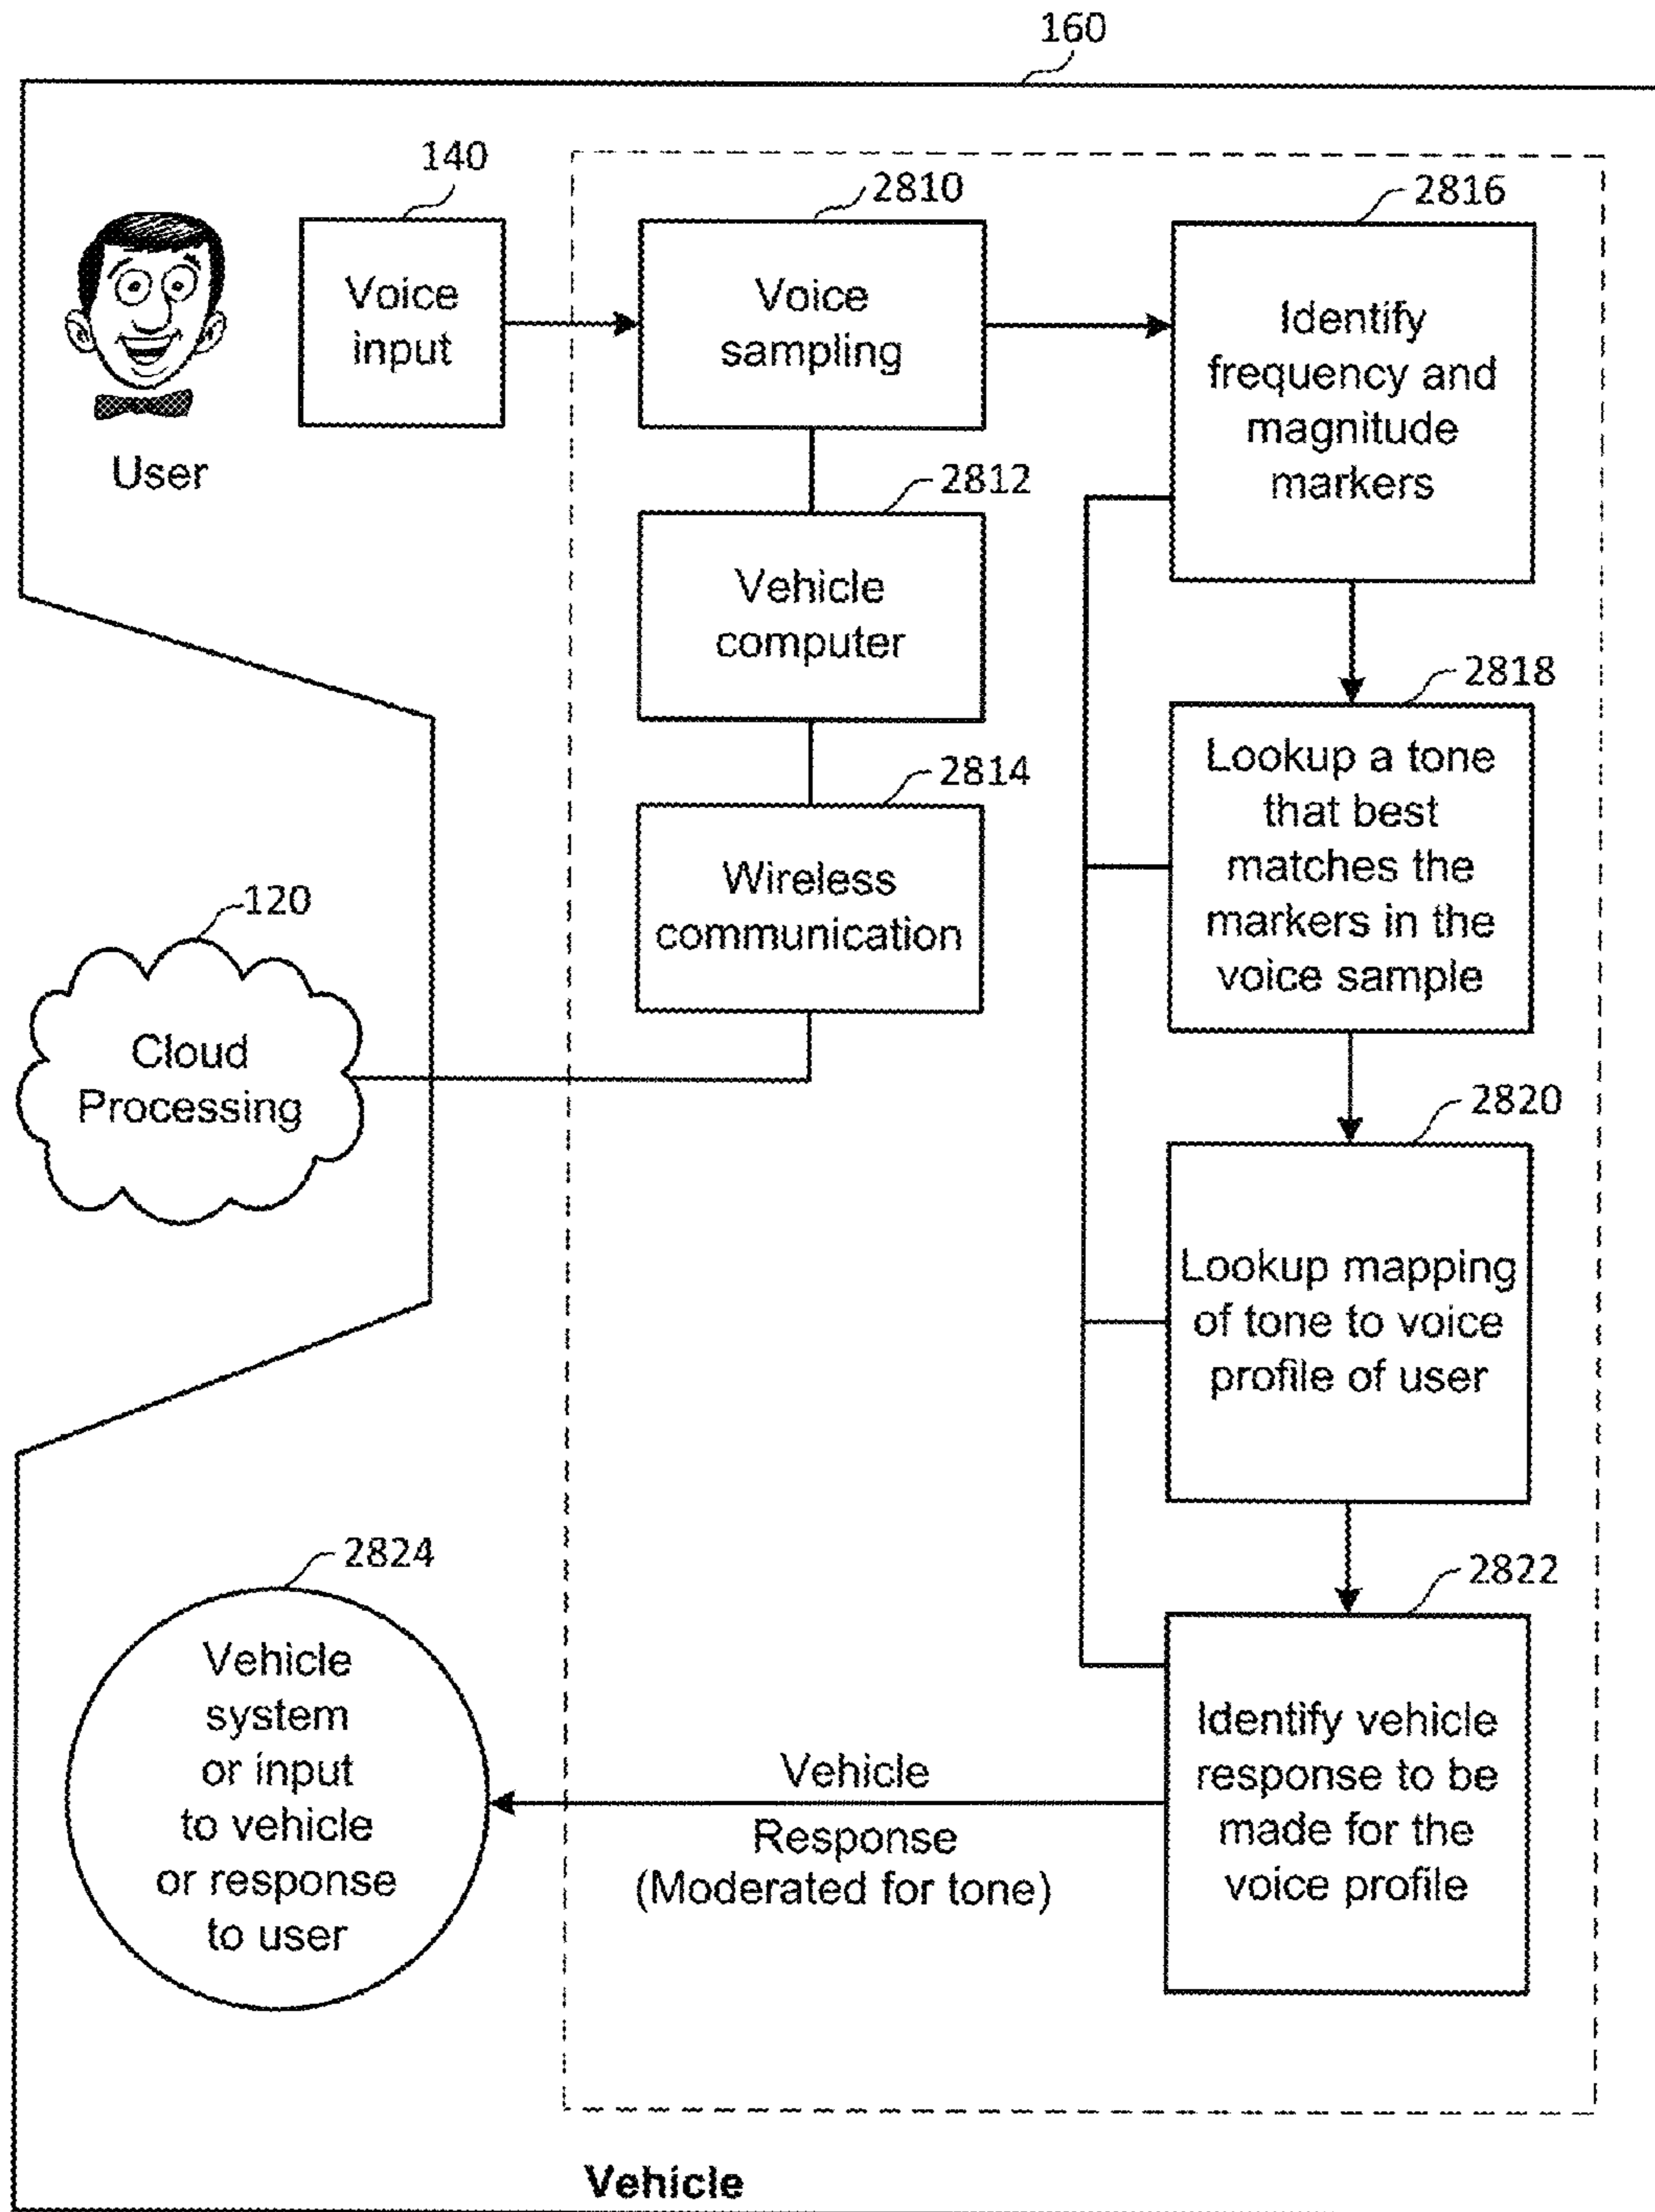 160
140
2810
2816
Voice
input
Voice
sampling
Identify
frequency and
magnitude
markers
User
2812
Vehicle
computer
2818
Lookup a tone
that best
matches the
markers in the
voice sample
2814
Wireless
communication
120
Cloud
Processing
2820
Lookup mapping
of tone to voice
profile of user
2824
2822
Vehicle
system
or input
to vehicle
or response
to user
Vehicle
Response
(Moderated for tone)
Identify vehicle
response to be
made for the
voice profile
Vehicle